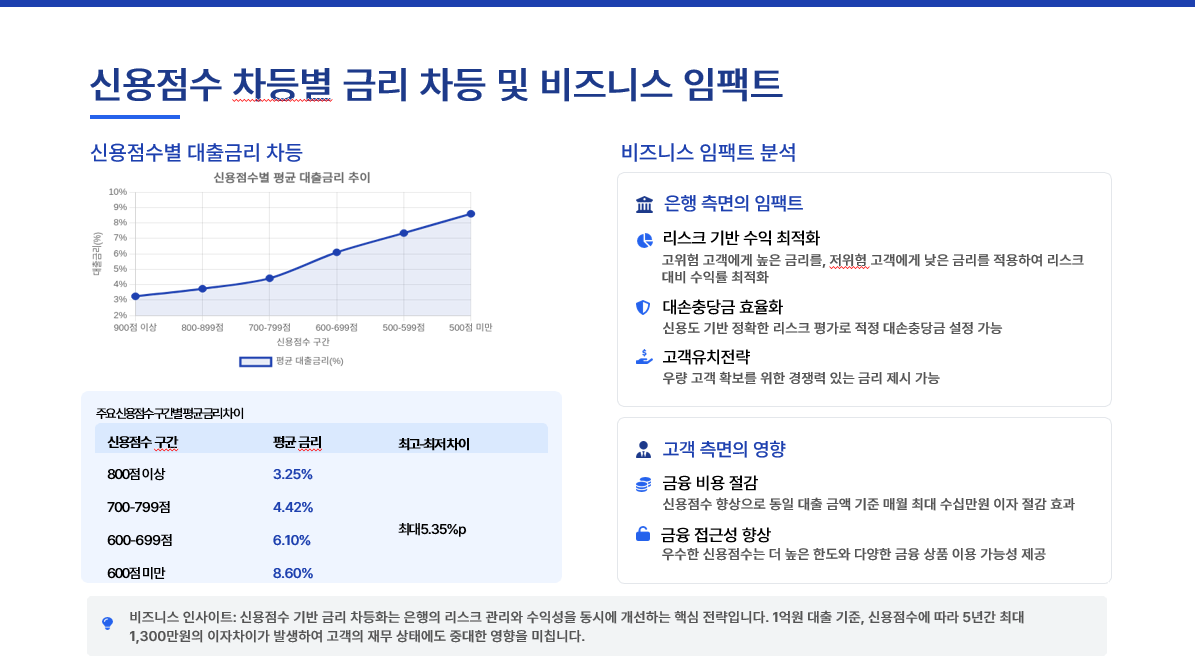 신용점수 차등별 금리 차등 및 비즈니스 임팩트
신용점수별 대출금리 차등
신용점수별 평균 대출금리 추이
10%
9%
8%
7%
6%
5%
4%
3%
2%
대출금리(%)
900점 이상
800-899점
700-799점
600-699점
500-599점
500점 미만
신용점수 구간
평균 대출금리(%)
주요신용점수구간별평균금리차이
신용점수 구간 평균 금리 최고-최저차이
800점이상 3.25%
700-799점 4.42%
최대5.35%p
600-699점 6.10%
600점미만 8.60%
비즈니스 임팩트 분석
은행 측면의 임팩트
리스크 기반 수익 최적화
고위험 고객에게 높은 금리를, 저위험 고객에게 낮은 금리를 적용하여 리스크
대비 수익률 최적화
대손충당금 효율화
신용도 기반 정확한 리스크 평가로 적정 대손충당금 설정 가능
고객유치전략
우량 고객 확보를 위한 경쟁력 있는 금리 제시 가능
고객 측면의 영향
금융 비용 절감
신용점수 향상으로 동일 대출 금액 기준 매월 최대 수십만원 이자 절감 효과
금융 접근성 향상
우수한 신용점수는 더 높은 한도와 다양한 금융 상품 이용 가능성 제공
비즈니스 인사이트: 신용점수 기반 금리 차등화는 은행의 리스크 관리와 수익성을 동시에 개선하는 핵심 전략입니다. 1억원 대출 기준, 신용점수에 따라 5년간 최대
1,300만원의 이자차이가 발생하여 고객의 재무 상태에도 중대한 영향을 미칩니다.